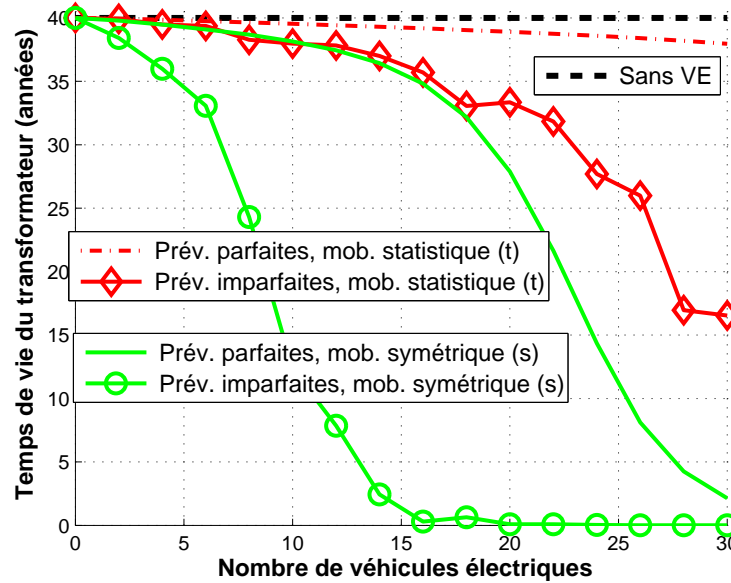 Temps de vie du transformateur (années)
40
35
30
25
20
15
10
5
0
Sans VE
Prév. parfaites, mob. statistique (t)
Prév. imparfaites, mob. statistique (t)
Prév. parfaites, mob. symétrique (s)
Prév. imparfaites, mob. symétrique (s)
0 5 10 15 20 25 30
Nombre de véhicules électriques